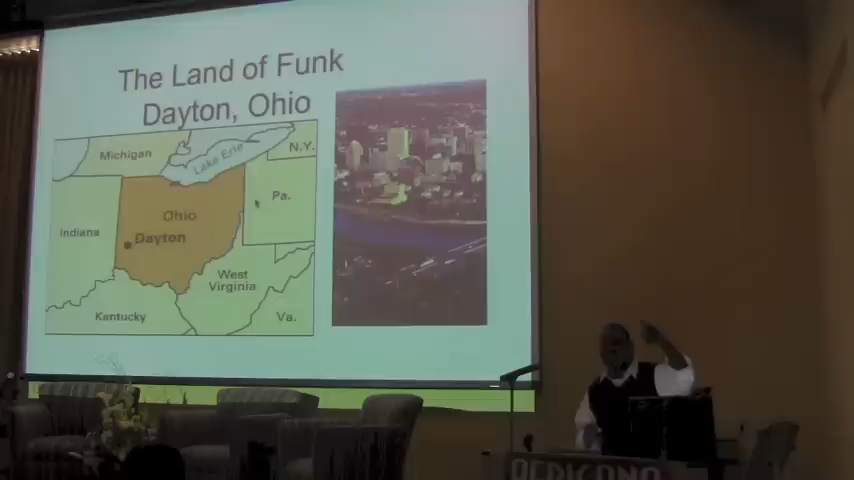 The Land of Funk
Dayton, Ohio
Michigan
Lake Erie
N.Y.
Pa.
Ohio
Indiana
Dayton
West
Virginia
Kentucky
Va.